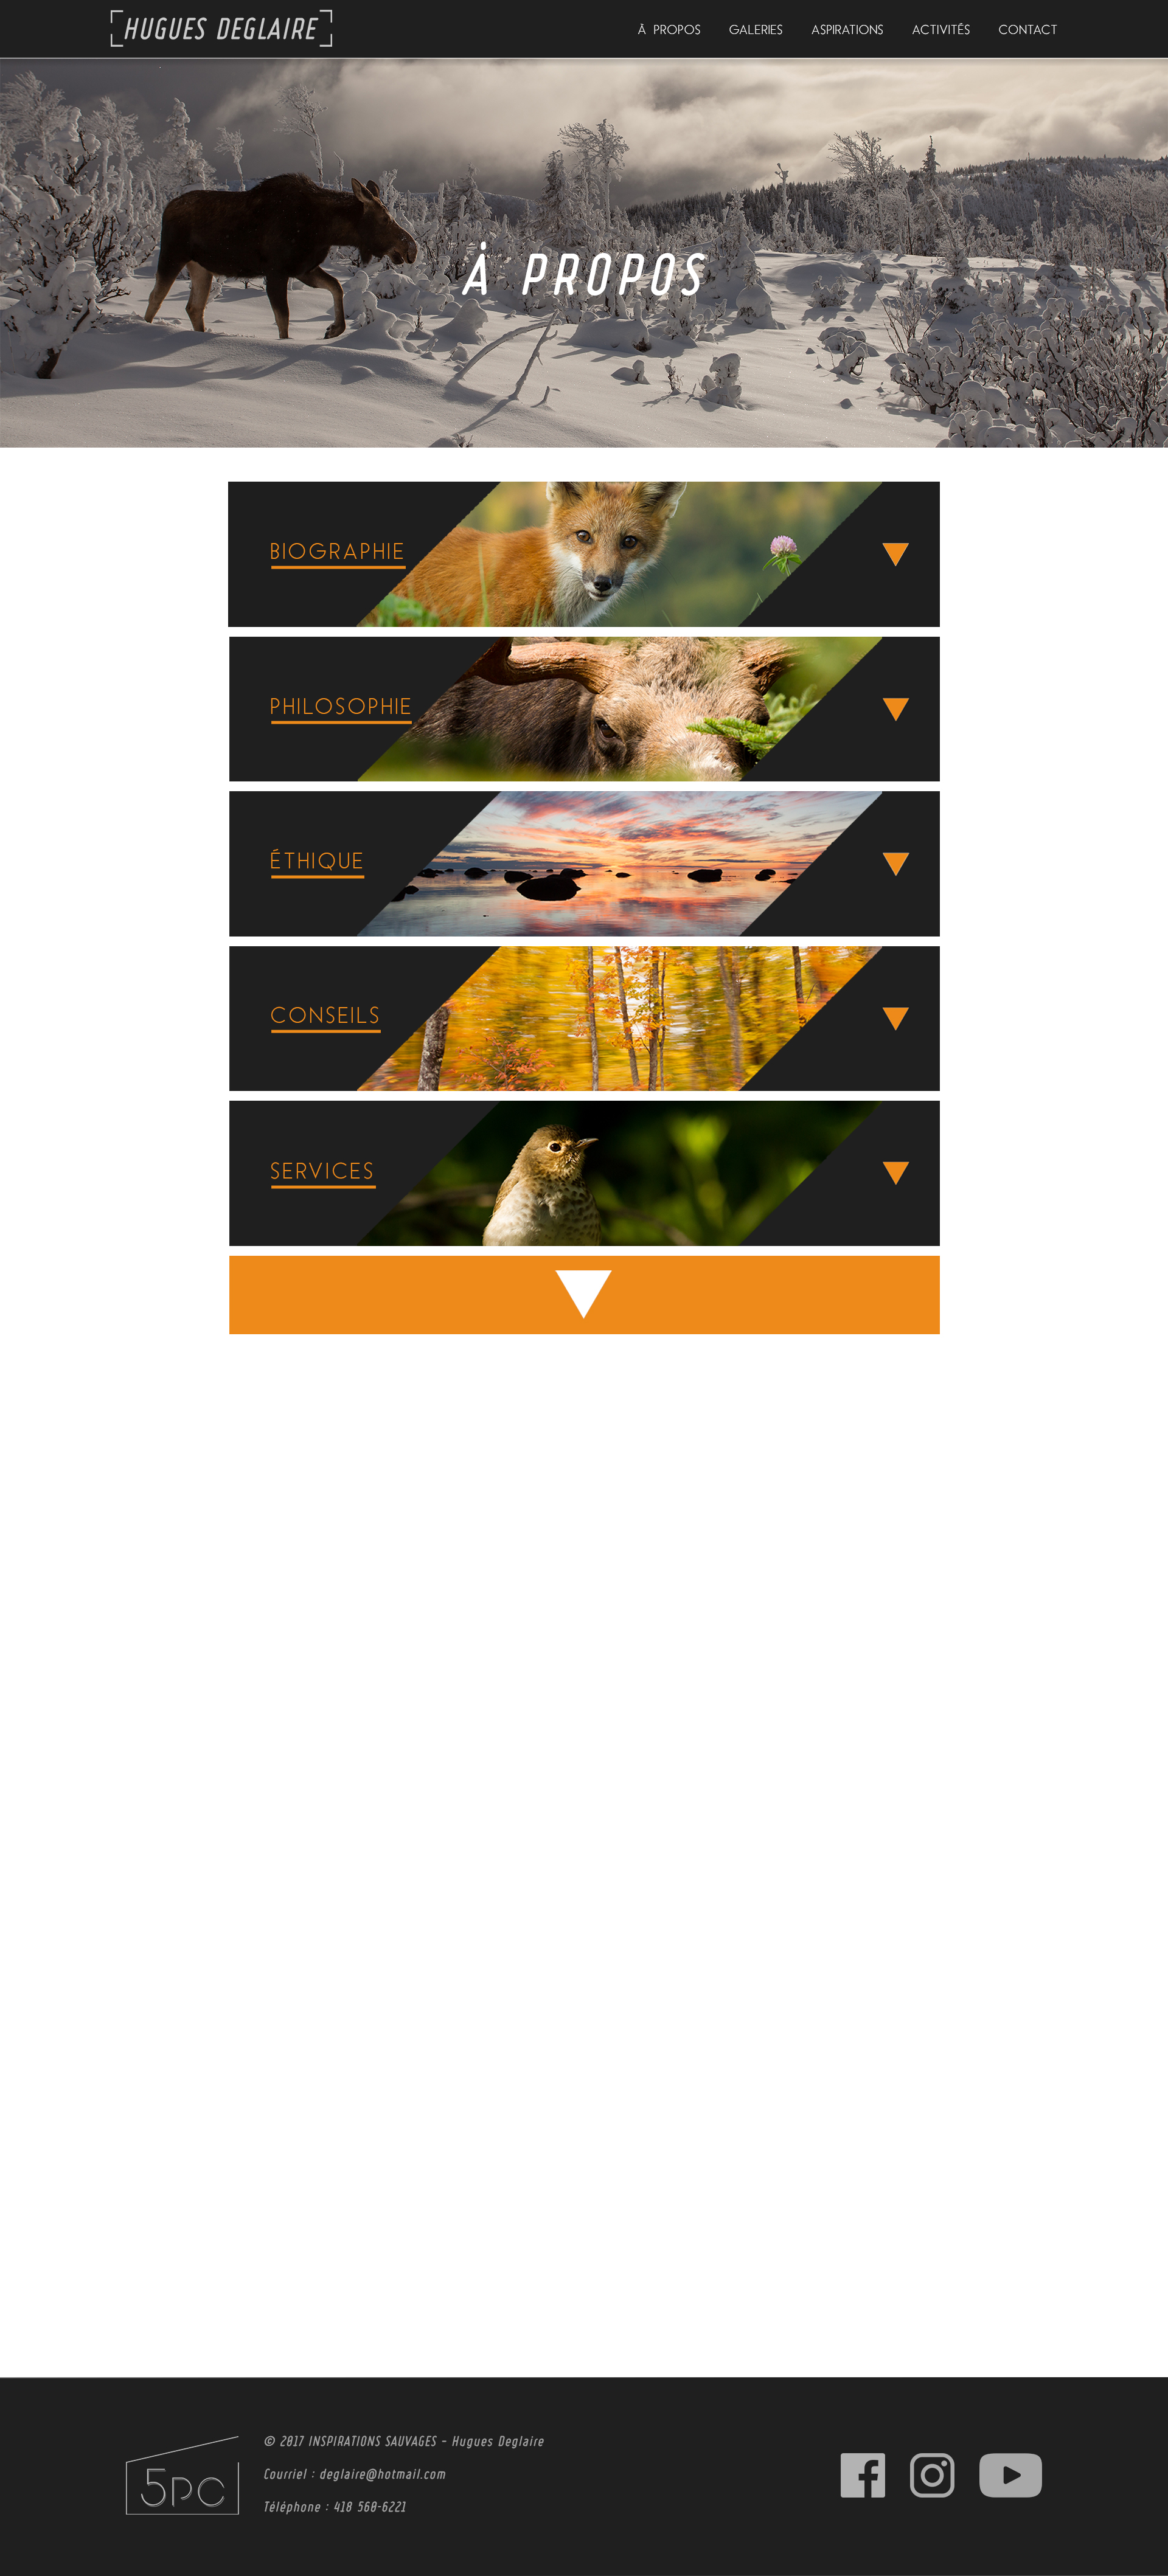 HUGUES DEGLAIRE
À PROPOS GALERIES ASPIRATIONS ACTIVITÉS CONTACT
À PROPOS
BIOGRAPHIE
PHILOSOPHIE
ÉTHIQUE
CONSEILS
SERVICES
© 2017 INSPIRATIONS SAUVAGES - Hugues Deglaire
Courriel : deglaire@hotmail.com
Téléphone : 418 560-6221
5PC